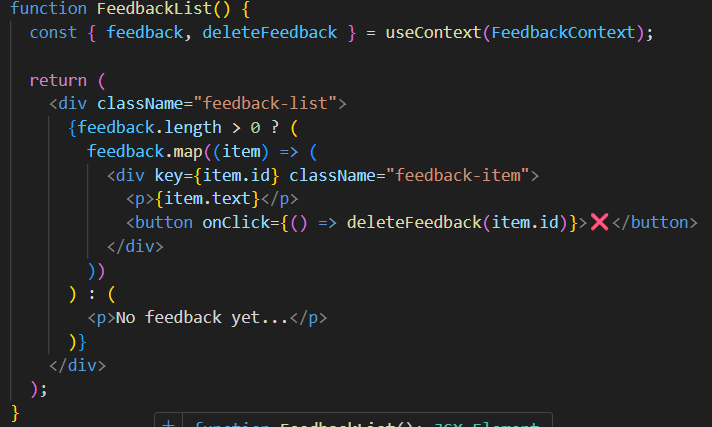 function FeedbackList() {
  const { feedback, deleteFeedback } = useContext(FeedbackContext);

  return (
    <div className="feedback-list">
      {feedback.length > 0 ? (
        feedback.map((item) => (
          <div key={item.id} className="feedback-item">
            <p>{item.text}</p>
            <button onClick={() => deleteFeedback(item.id)}>❌</button>
          </div>
        ))
      ) : (
        <p>No feedback yet...</p>
      )}
    </div>
  );
}
function FeedbackList(): JSX.Element